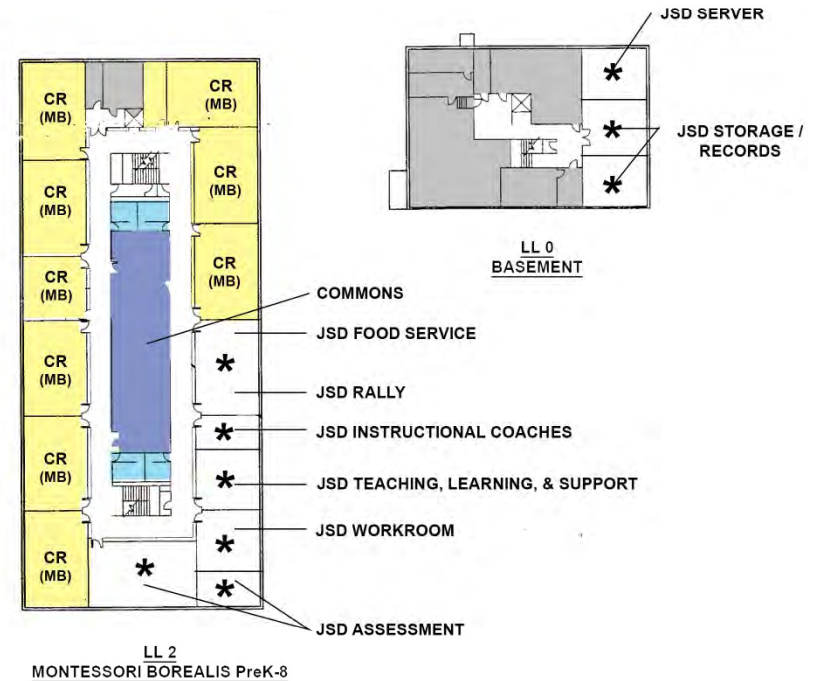 JSD SERVER
*
*
JSD STORAGE /
RECORDS
*
LL 0
BASEMENT
CR
(MB)
CR
(MB)
CR
(MB)
CR
(MB)
CR
(MB)
CR
(MB)
CR
(MB)
CR
(MB)
CR
(MB)
COMMONS
JSD FOOD SERVICE
*
JSD RALLY
*
JSD INSTRUCTIONAL COACHES
*
JSD TEACHING, LEARNING, & SUPPORT
JSD WORKROOM
*
*
*
JSD ASSESSMENT
LL 2
MONTESSORI BOREALIS PreK-8